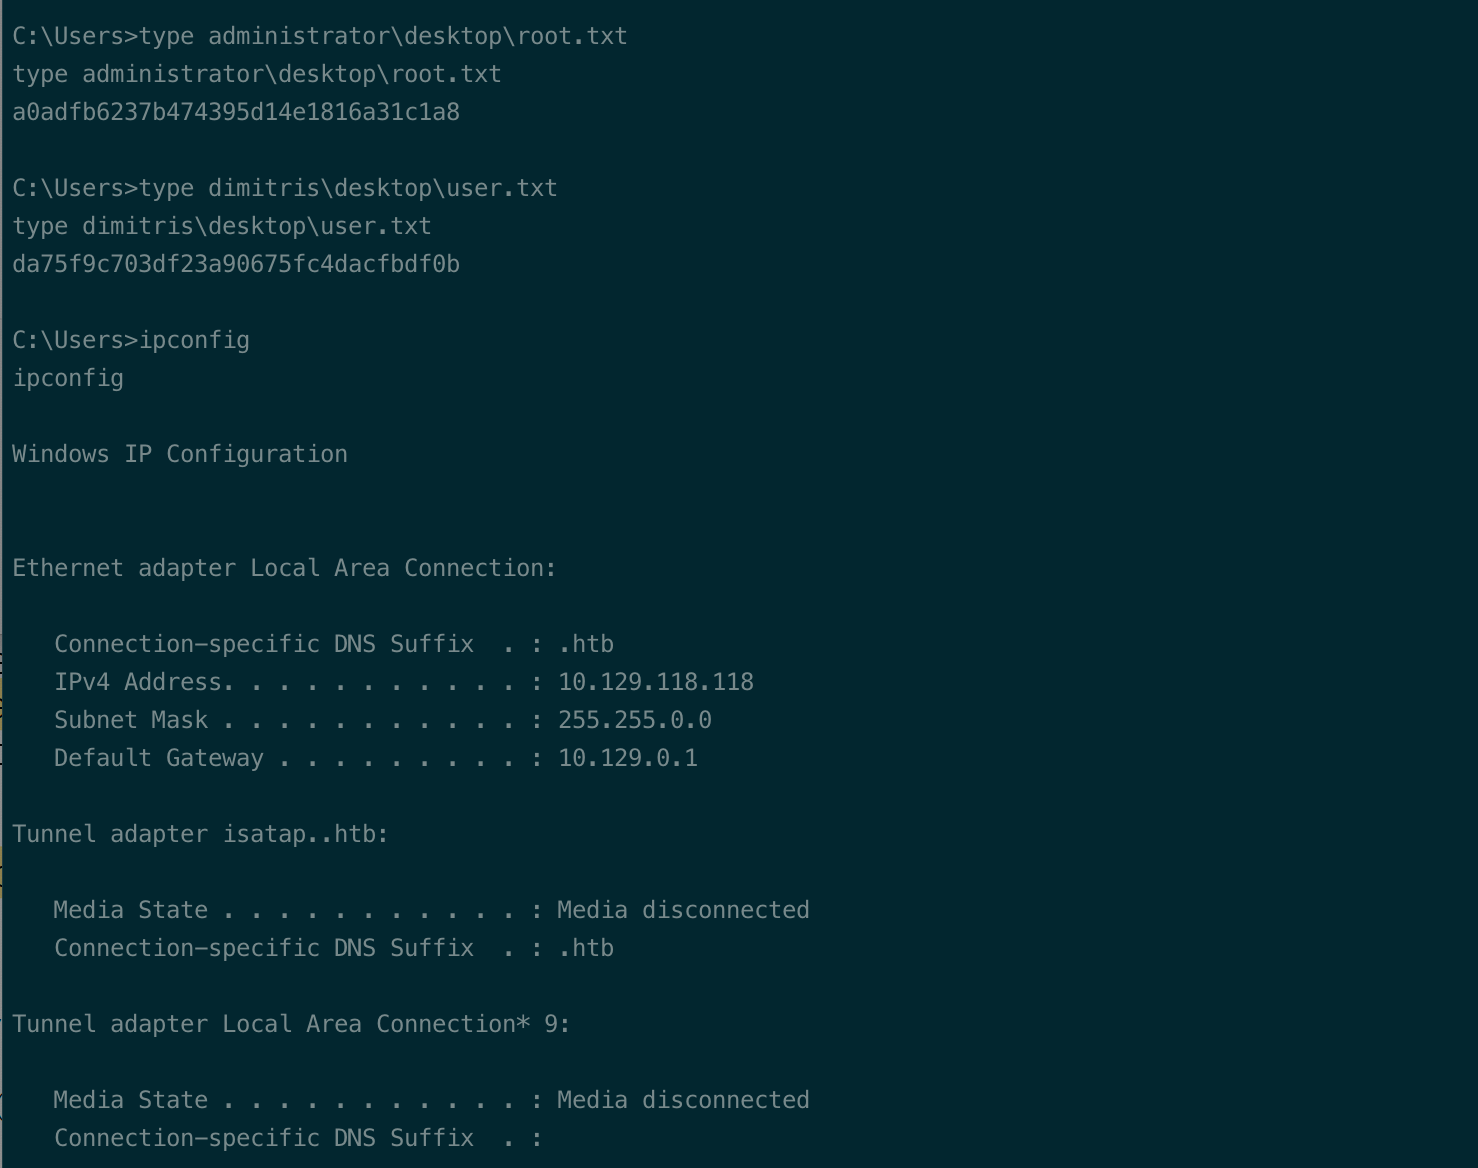 C:\Users>type administrator\desktop\root.txt
type administrator\desktop\root.txt
a0adfb6237b474395d14e1816a31c1a8
C:\Users>type dimitris\desktop\user.txt
type dimitris\desktop\user.txt
da75f9c703df23a90675fc4dacfbdf0b
C:\Users>ipconfig
ipconfig
Windows IP Configuration
Ethernet adapter Local Area Connection:
   Connection-specific DNS Suffix  . : .htb
   IPv4 Address. . . . . . . . . . . : 10.129.118.118
   Subnet Mask . . . . . . . . . . . : 255.255.0.0
   Default Gateway . . . . . . . . . : 10.129.0.1
Tunnel adapter isatap..htb:
   Media State . . . . . . . . . . . : Media disconnected
   Connection-specific DNS Suffix  . : .htb
Tunnel adapter Local Area Connection* 9:
   Media State . . . . . . . . . . . : Media disconnected
   Connection-specific DNS Suffix  . :